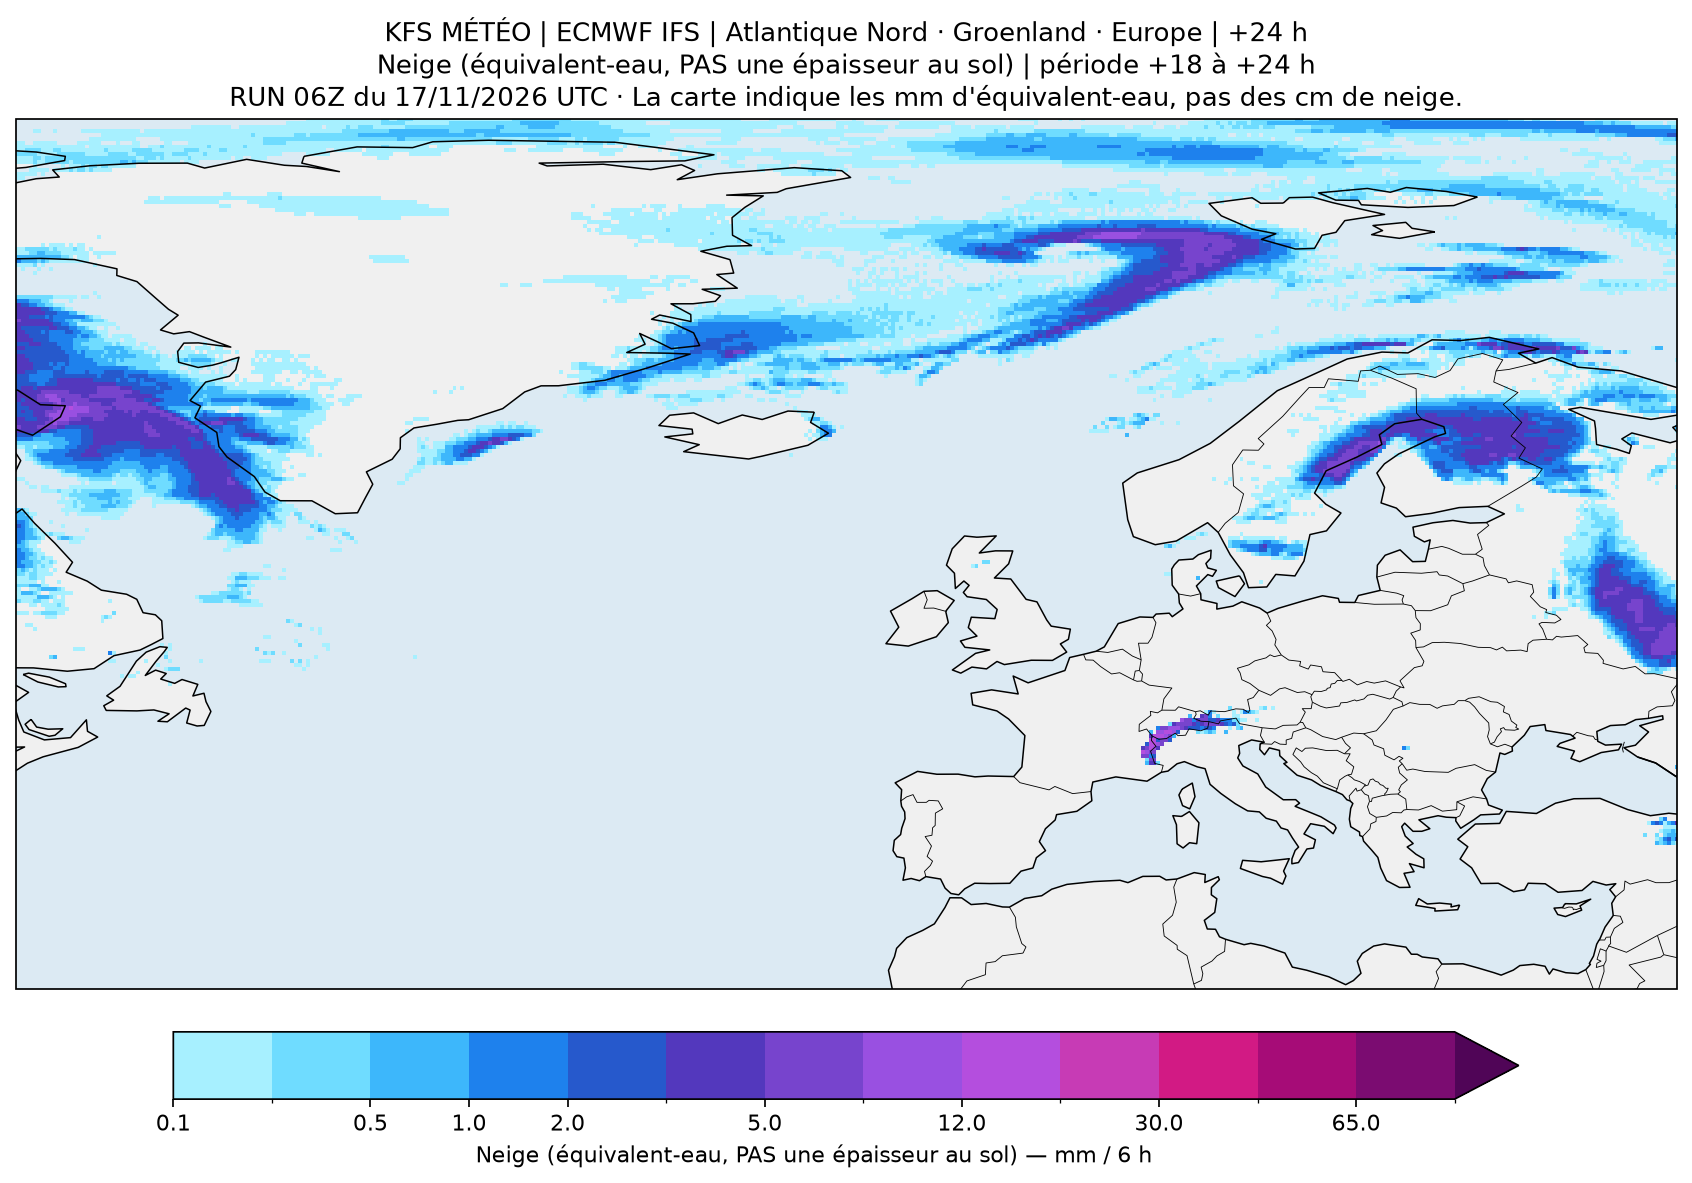 KFS MÉTÉO | ECMWF IFS | Atlantique Nord · Groenland · Europe | +24 h
Neige (équivalent-eau, PAS une épaisseur au sol) | période +18 à +24 h
RUN 06Z du 17/11/2026 UTC · La carte indique les mm d'équivalent-eau, pas des cm de neige.
0.1 0.5 1.0 2.0 5.0 12.0 30.0 65.0
Neige (équivalent-eau, PAS une épaisseur au sol) — mm / 6 h